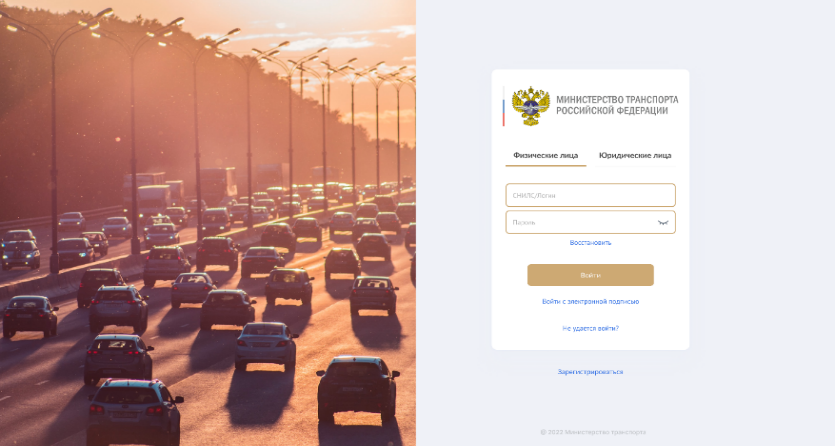 МИНИСТЕРСТВО ТРАНСПОРТА
РОССИЙСКОЙ ФЕДЕРАЦИИ
Физические лица Юридические лица
СНИЛС/Логин
Пароль
Восстановить
Войти
Войти с электронной подписью
Не удается войти?
Зарегистрироваться
© 2022 Министерство транспорта